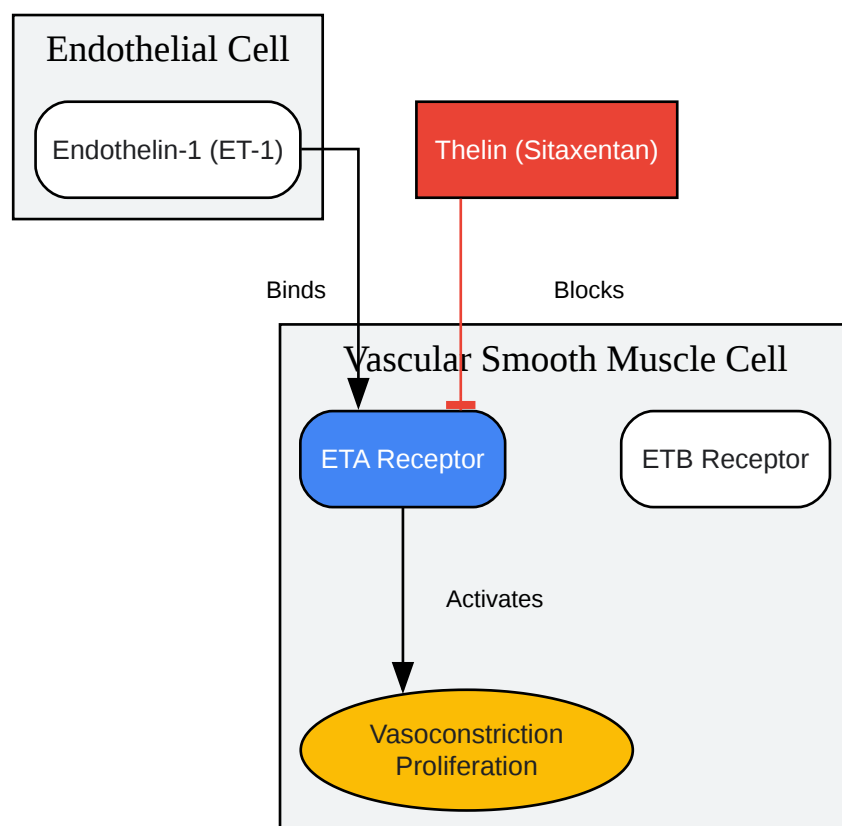 Endothelial Cell
Endothelin-1 (ET-1)
Thelin (Sitaxentan)
Binds
Blocks
Vascular Smooth Muscle Cell
ETA Receptor
ETB Receptor
Activates
Vasoconstriction
Proliferation